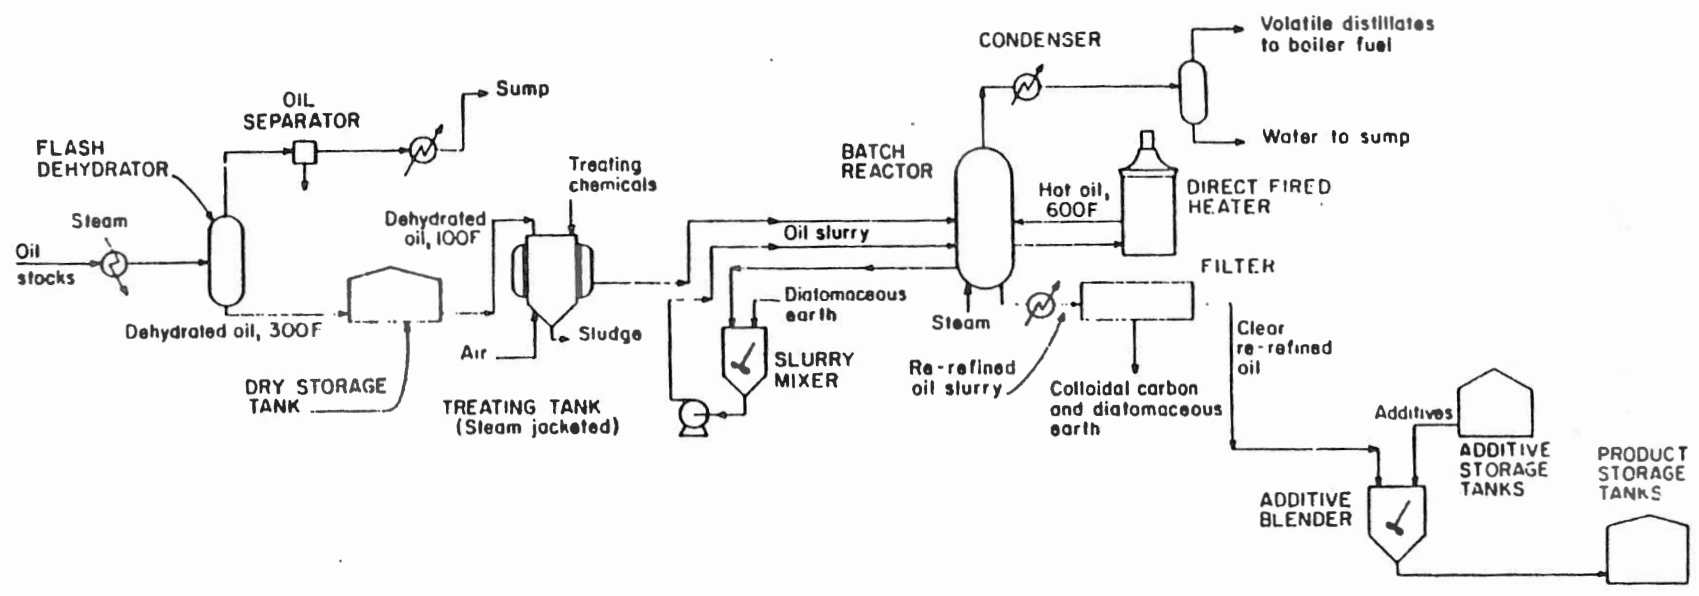 OIL
SEPARATOR
Sump
FLASH
DEHYDRATOR
Steam
Oil
stocks
Dehydrated oil, 300F
DRY STORAGE
TANK
Treating
chemicals
Dehydrated
oil, 100F
Air
Sludge
TREATING TANK
(Steam jacketed)
Oil slurry
Diatomaceous
earth
SLURRY
MIXER
CONDENSER
Volatile distillates
to boiler fuel
Water to sump
BATCH
REACTOR
Hot oil,
600F
DIRECT FIRED
HEATER
Steam
FILTER
Re-refined
oil slurry
Colloidal carbon
and diatomaceous
earth
Clear
re-refined
oil
Additives
ADDITIVE
STORAGE
TANKS
ADDITIVE
BLENDER
PRODUCT
STORAGE
TANKS